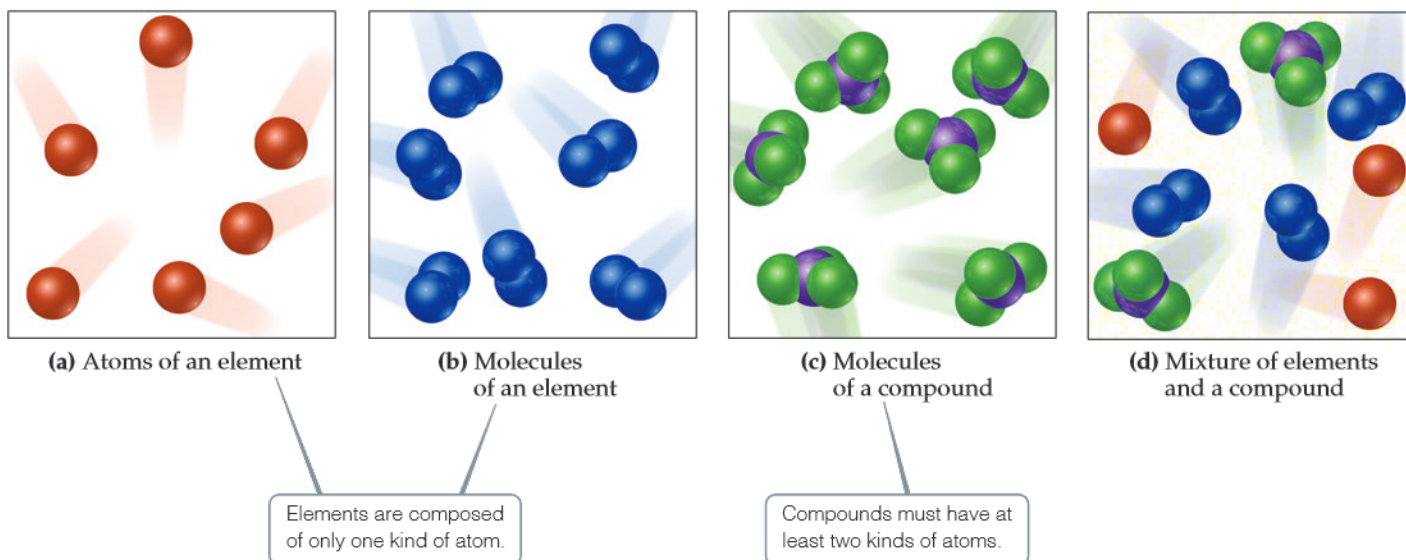 (a) Atoms of an element
(b) Molecules
of an element
(c) Molecules
of a compound
(d) Mixture of elements
and a compound
Elements are composed
of only one kind of atom.
Compounds must have at
least two kinds of atoms.